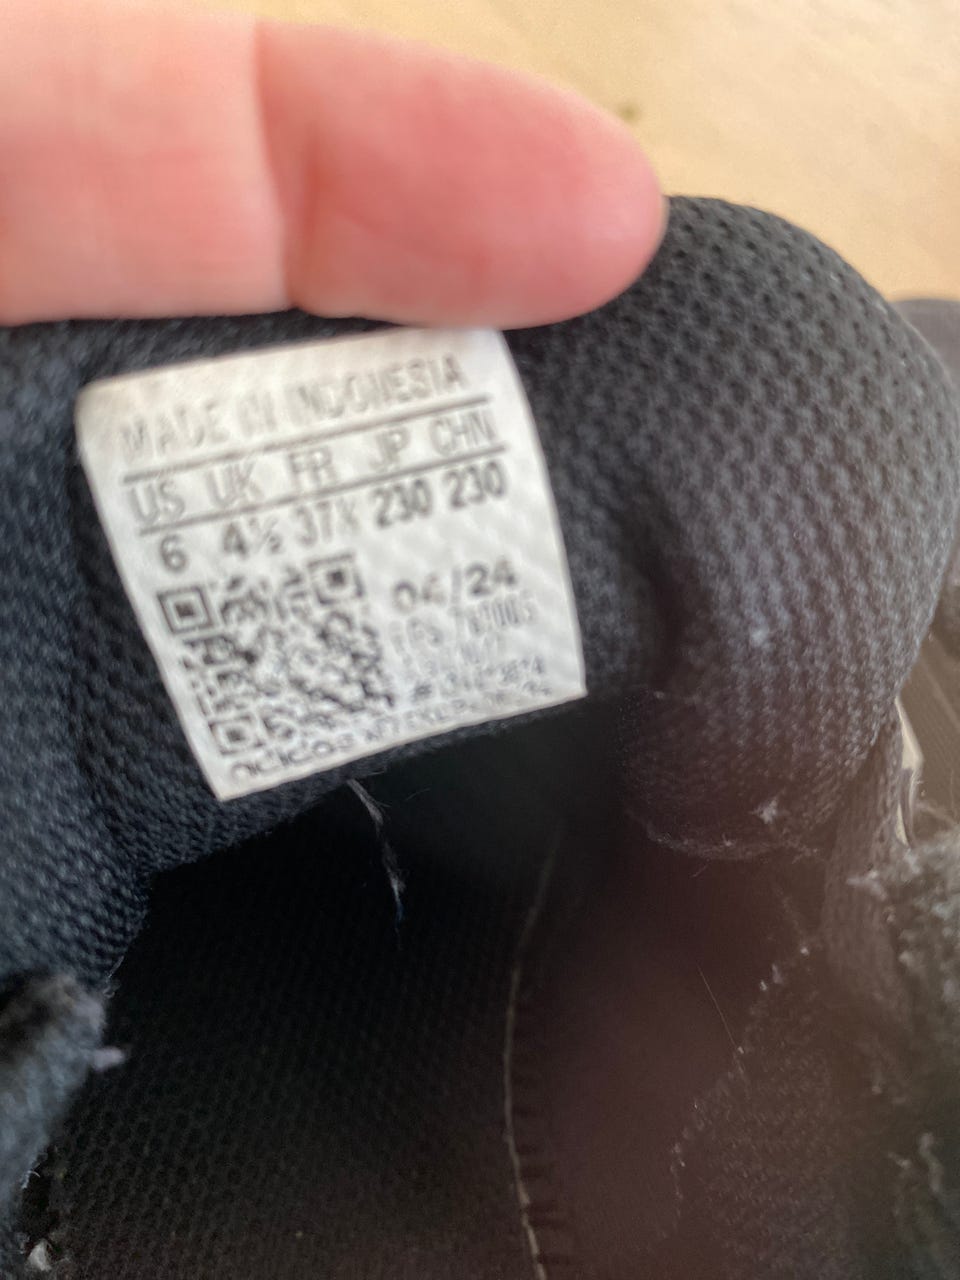 MADE IN INDONESIA
US UK FR JP CHN
6 4½ 37⅓ 230 230
04/24
adidas